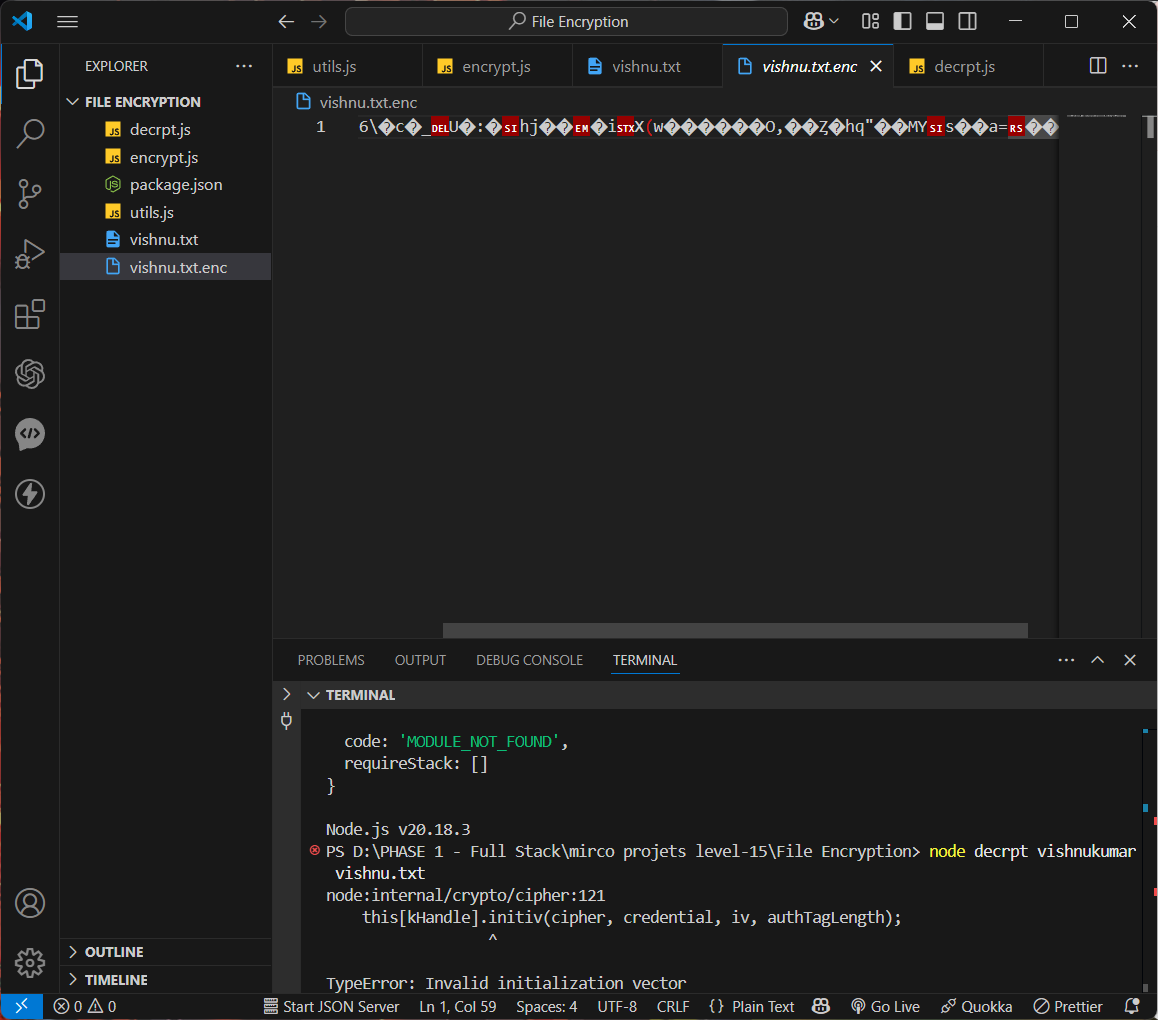 File Encryption
EXPLORER
utils.js
encrypt.js
vishnu.txt
vishnu.txt.enc
decrpt.js
FILE ENCRYPTION
decrpt.js
encrypt.js
package.json
utils.js
vishnu.txt
vishnu.txt.enc
OUTLINE
TIMELINE
vishnu.txt.enc
1 6\�c�_DELU�:�SIhj��EM�iSTXX(w������O,��Z�hq"��MYSIs��a=RS��
PROBLEMS OUTPUT DEBUG CONSOLE TERMINAL
TERMINAL
code: 'MODULE_NOT_FOUND',
requireStack: []
}
Node.js v20.18.3
PS D:\PHASE 1 - Full Stack\mirco projets level-15\File Encryption> node decrpt vishnukumar
vishnu.txt
node:internal/crypto/cipher:121
this[kHandle].initiv(cipher, credential, iv, authTagLength);
^
TypeError: Invalid initialization vector
0 0 Start JSON Server Ln 1, Col 59 Spaces: 4 UTF-8 CRLF {} Plain Text Go Live Quokka Prettier